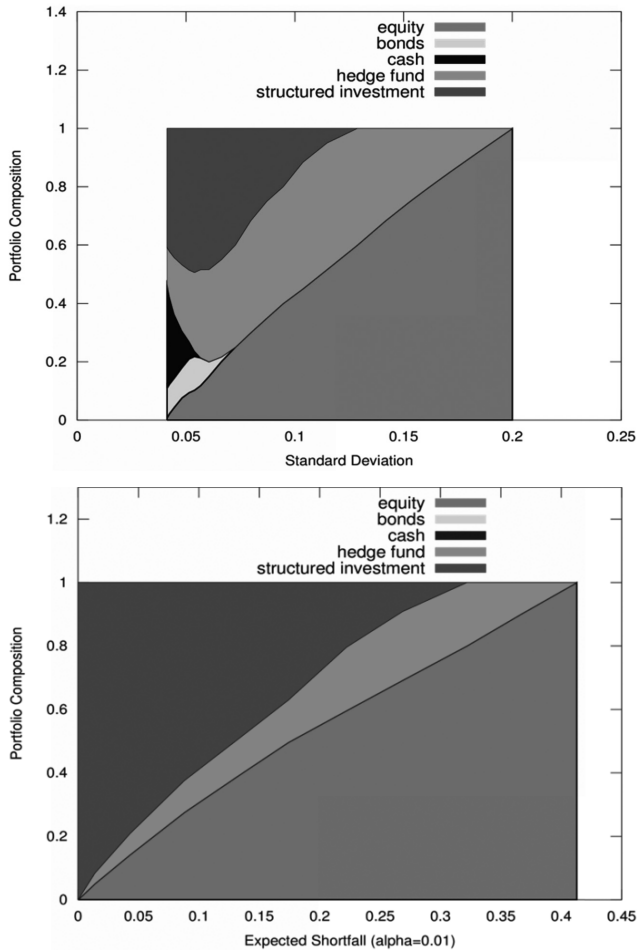 1.4
1.2
1
0.8
0.6
0.4
0.2
0
Portfolio Composition
equity
bonds
cash
hedge fund
structured investment
0 0.05 0.1 0.15 0.2 0.25
Standard Deviation
1.2
1
0.8
0.6
0.4
0.2
0
Portfolio Composition
equity
bonds
cash
hedge fund
structured investment
0 0.05 0.1 0.15 0.2 0.25 0.3 0.35 0.4 0.45
Expected Shortfall (alpha=0.01)